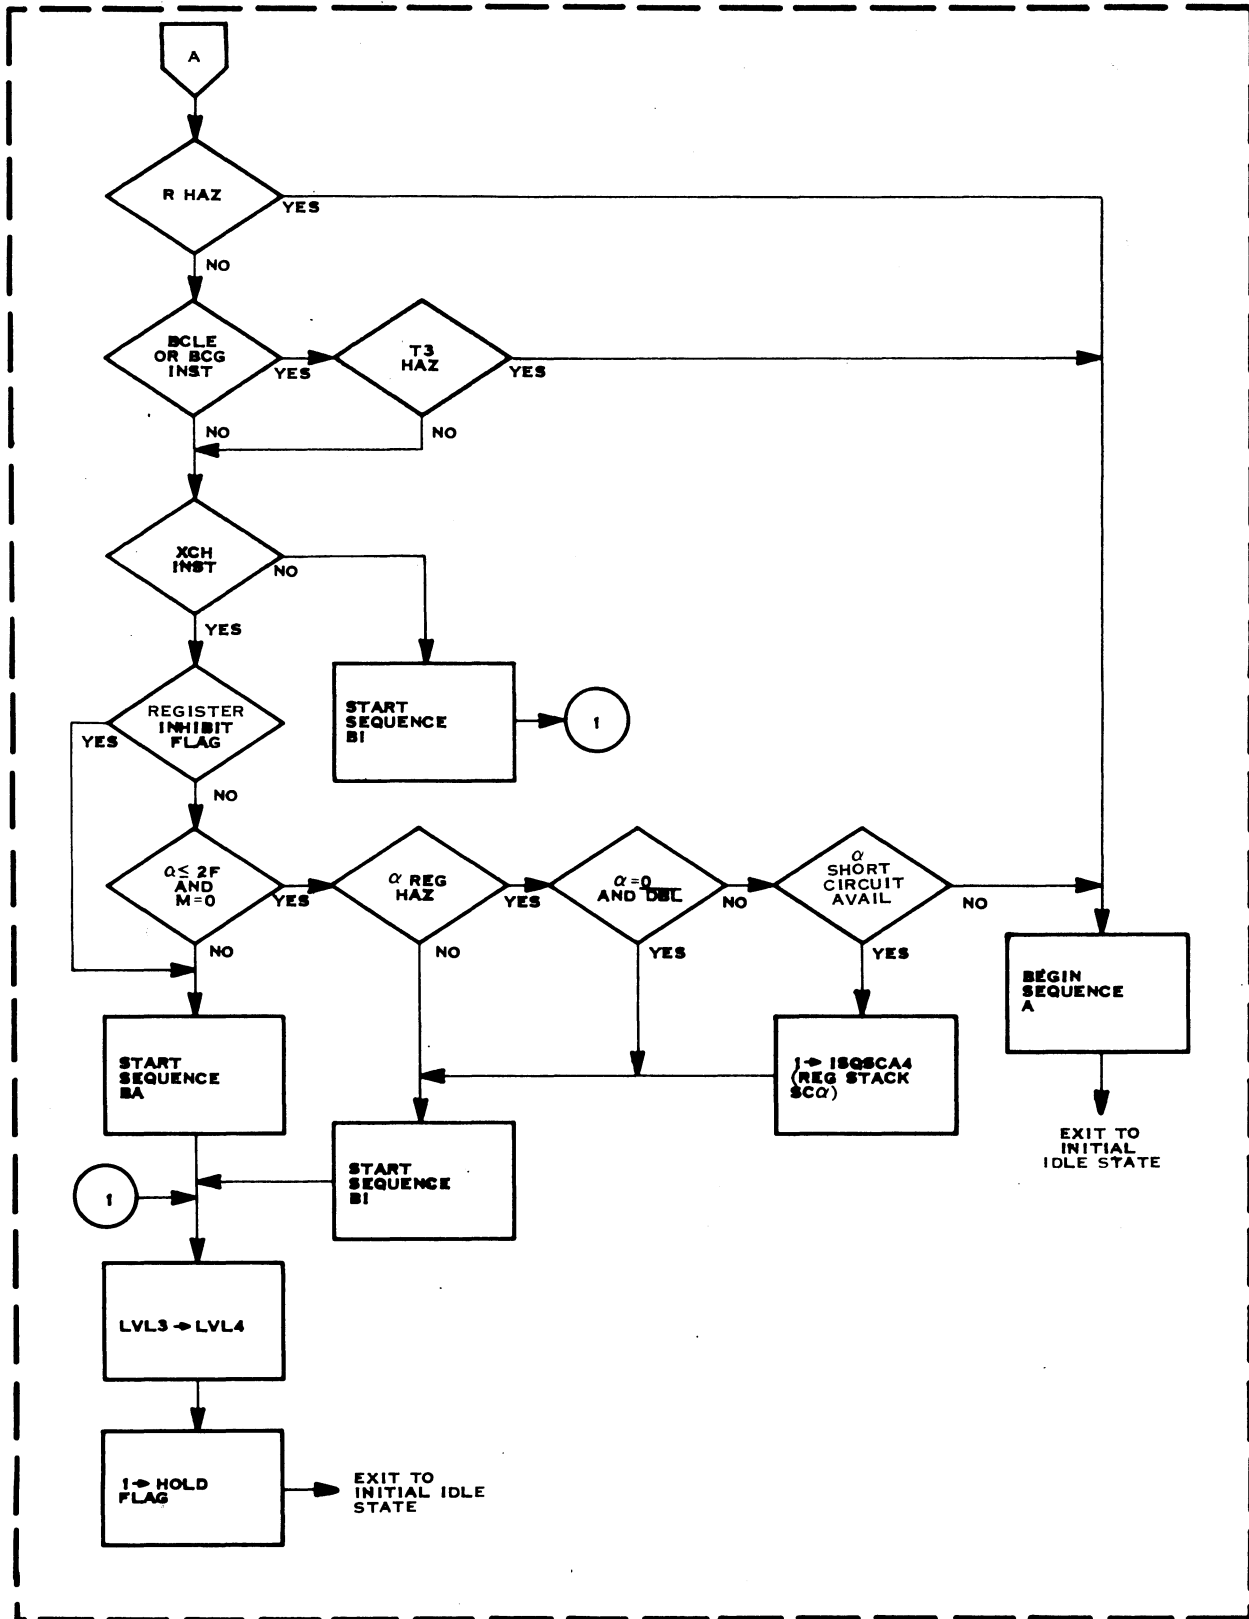 A
R HAZ
YES
NO
BCLE
OR BCG
INST
YES
T3
HAZ
YES
NO
NO
XCH
INST
NO
YES
REGISTER
INHIBIT
FLAG
YES
NO
START
SEQUENCE
B1
1
α ≤ 2F
AND
M=0
YES
NO
α REG
HAZ
YES
NO
α = 0
AND D̅B̅L̅
NO
YES
α
SHORT
CIRCUIT
AVAIL
NO
YES
BEGIN
SEQUENCE
A
START
SEQUENCE
BA
1 → ISQSCA4
(REG STACK
SCα)
EXIT TO
INITIAL
IDLE STATE
START
SEQUENCE
B1
1
LVL3 → LVL4
1 → HOLD
FLAG
EXIT TO
INITIAL IDLE
STATE